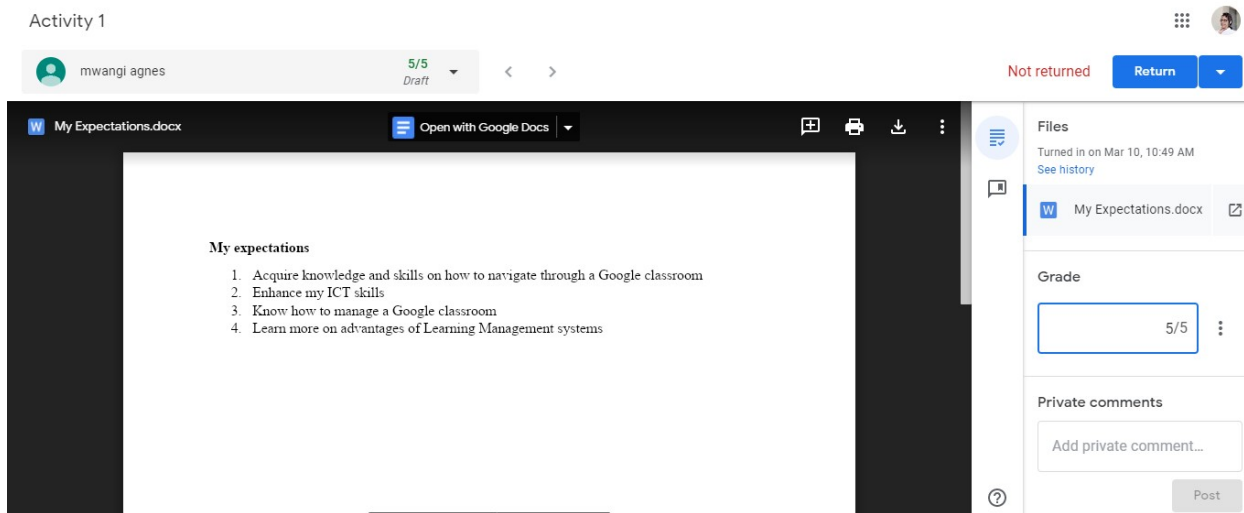 Activity 1
mwangi agnes
5/5
Draft
Not returned
Return
W My Expectations.docx
Open with Google Docs
My expectations
1. Acquire knowledge and skills on how to navigate through a Google classroom
2. Enhance my ICT skills
3. Know how to manage a Google classroom
4. Learn more on advantages of Learning Management systems
Files
Turned in on Mar 10, 10:49 AM
See history
W My Expectations.docx
Grade
5/5
Private comments
Add private comment...
Post